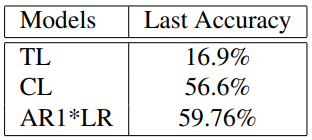 Models Last Accuracy
TL 16.9%
CL 56.6%
AR1*LR 59.76%